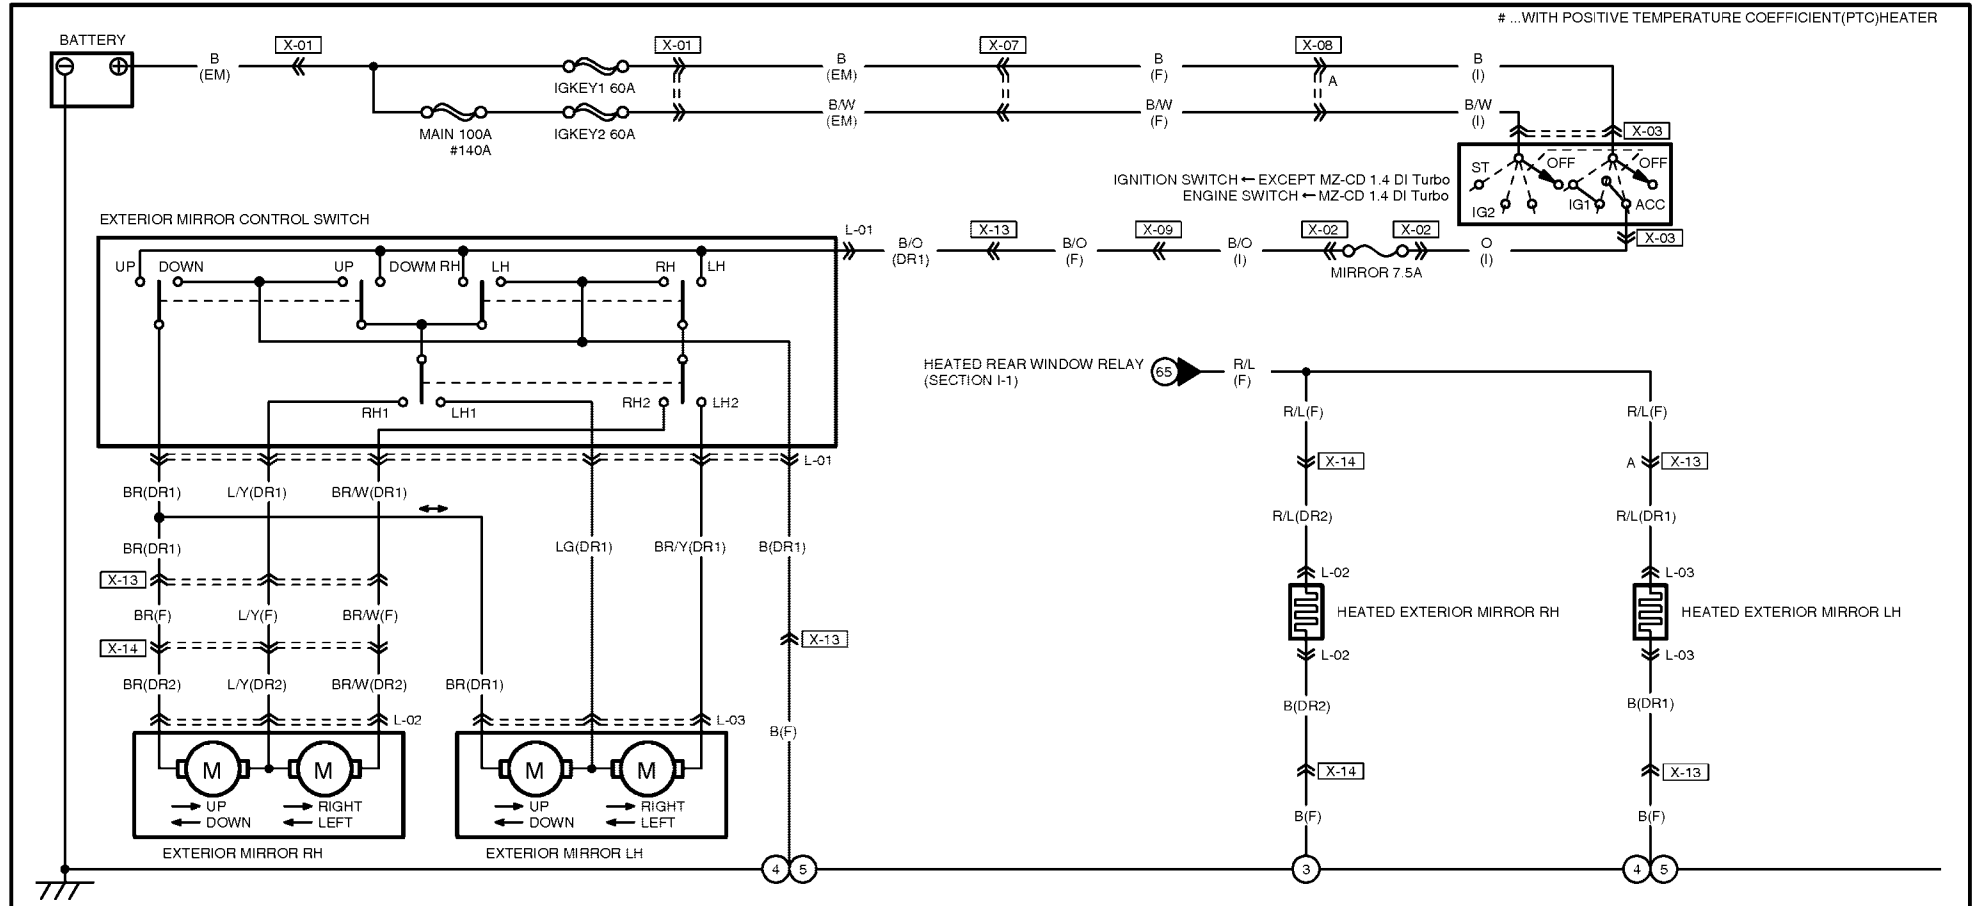 # ...WITH POSITIVE TEMPERATURE COEFFICIENT(PTC)HEATER
BATTERY
B
(EM)
X-01
X-01
B
(EM)
X-07
B
(F)
X-08
A
B
(I)
IGKEY1 60A
MAIN 100A
#140A
IGKEY2 60A
B/W
(EM)
B/W
(F)
B/W
(I)
X-03
ST
OFF
OFF
IG2
IG1
ACC
IGNITION SWITCH←EXCEPT MZ-CD 1.4 DI Turbo
ENGINE SWITCH←MZ-CD 1.4 DI Turbo
X-03
EXTERIOR MIRROR CONTROL SWITCH
L-01
B/O
(DR1)
X-13
B/O
(F)
X-09
B/O
(I)
X-02
X-02
MIRROR 7.5A
O
(I)
UP
DOWN
UP
DOWM
RH
LH
RH
LH
RH1
LH1
RH2
LH2
L-01
HEATED REAR WINDOW RELAY
(SECTION I-1)
65
R/L
(F)
R/L(F)
R/L(F)
X-14
A
X-13
R/L(DR2)
R/L(DR1)
L-02
L-03
HEATED EXTERIOR MIRROR RH
HEATED EXTERIOR MIRROR LH
L-02
L-03
B(DR2)
B(DR1)
X-14
X-13
B(F)
B(F)
BR(DR1)
L/Y(DR1)
BR/W(DR1)
BR(DR1)
LG(DR1)
BR/Y(DR1)
B(DR1)
X-13
BR(F)
L/Y(F)
BR/W(F)
X-13
X-14
BR(DR2)
L/Y(DR2)
BR/W(DR2)
BR(DR1)
L-02
L-03
B(F)
M
M
M
M
UP
DOWN
RIGHT
LEFT
UP
DOWN
RIGHT
LEFT
EXTERIOR MIRROR RH
EXTERIOR MIRROR LH
4
5
3
4
5